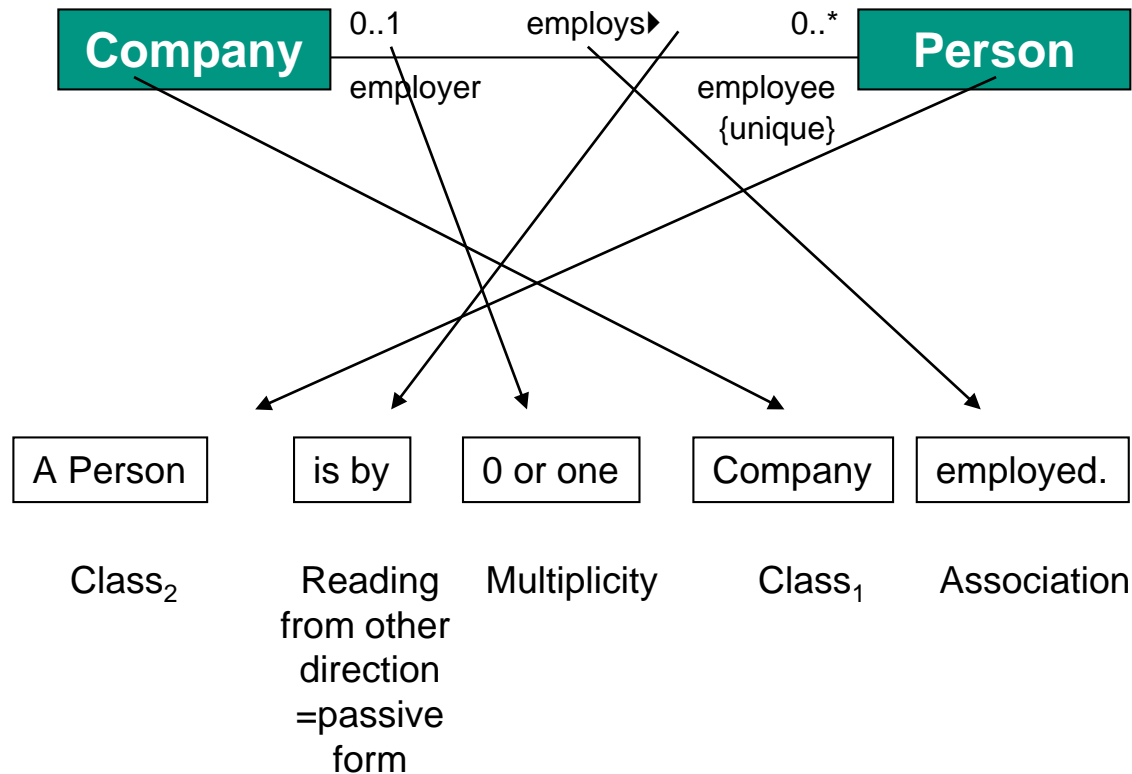 0..1 employs▶ 0..*
Company Person
employer employee
{unique}
A Person is by 0 or one Company employed.
Class₂ Reading Multiplicity Class₁ Association
from other
direction
=passive
form